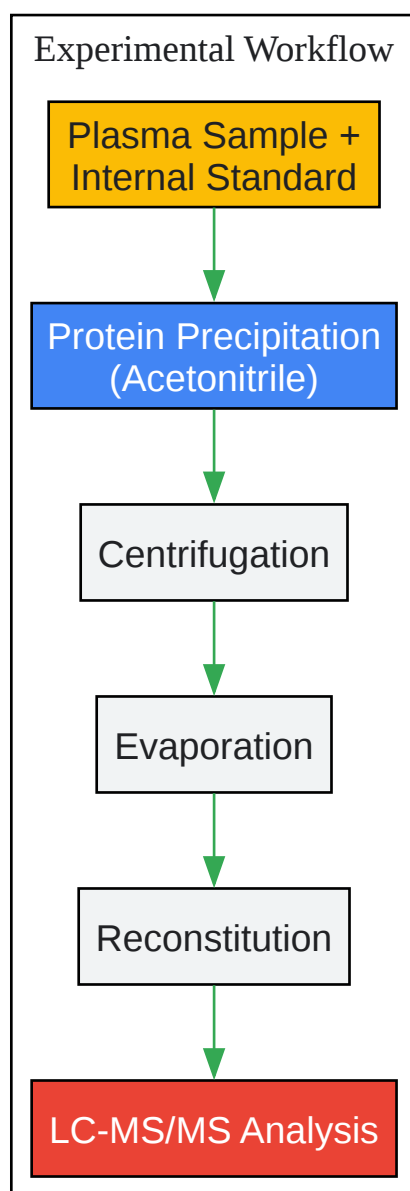 Experimental Workflow
Plasma Sample +
Internal Standard
Protein Precipitation
(Acetonitrile)
Centrifugation
Evaporation
Reconstitution
LC-MS/MS Analysis